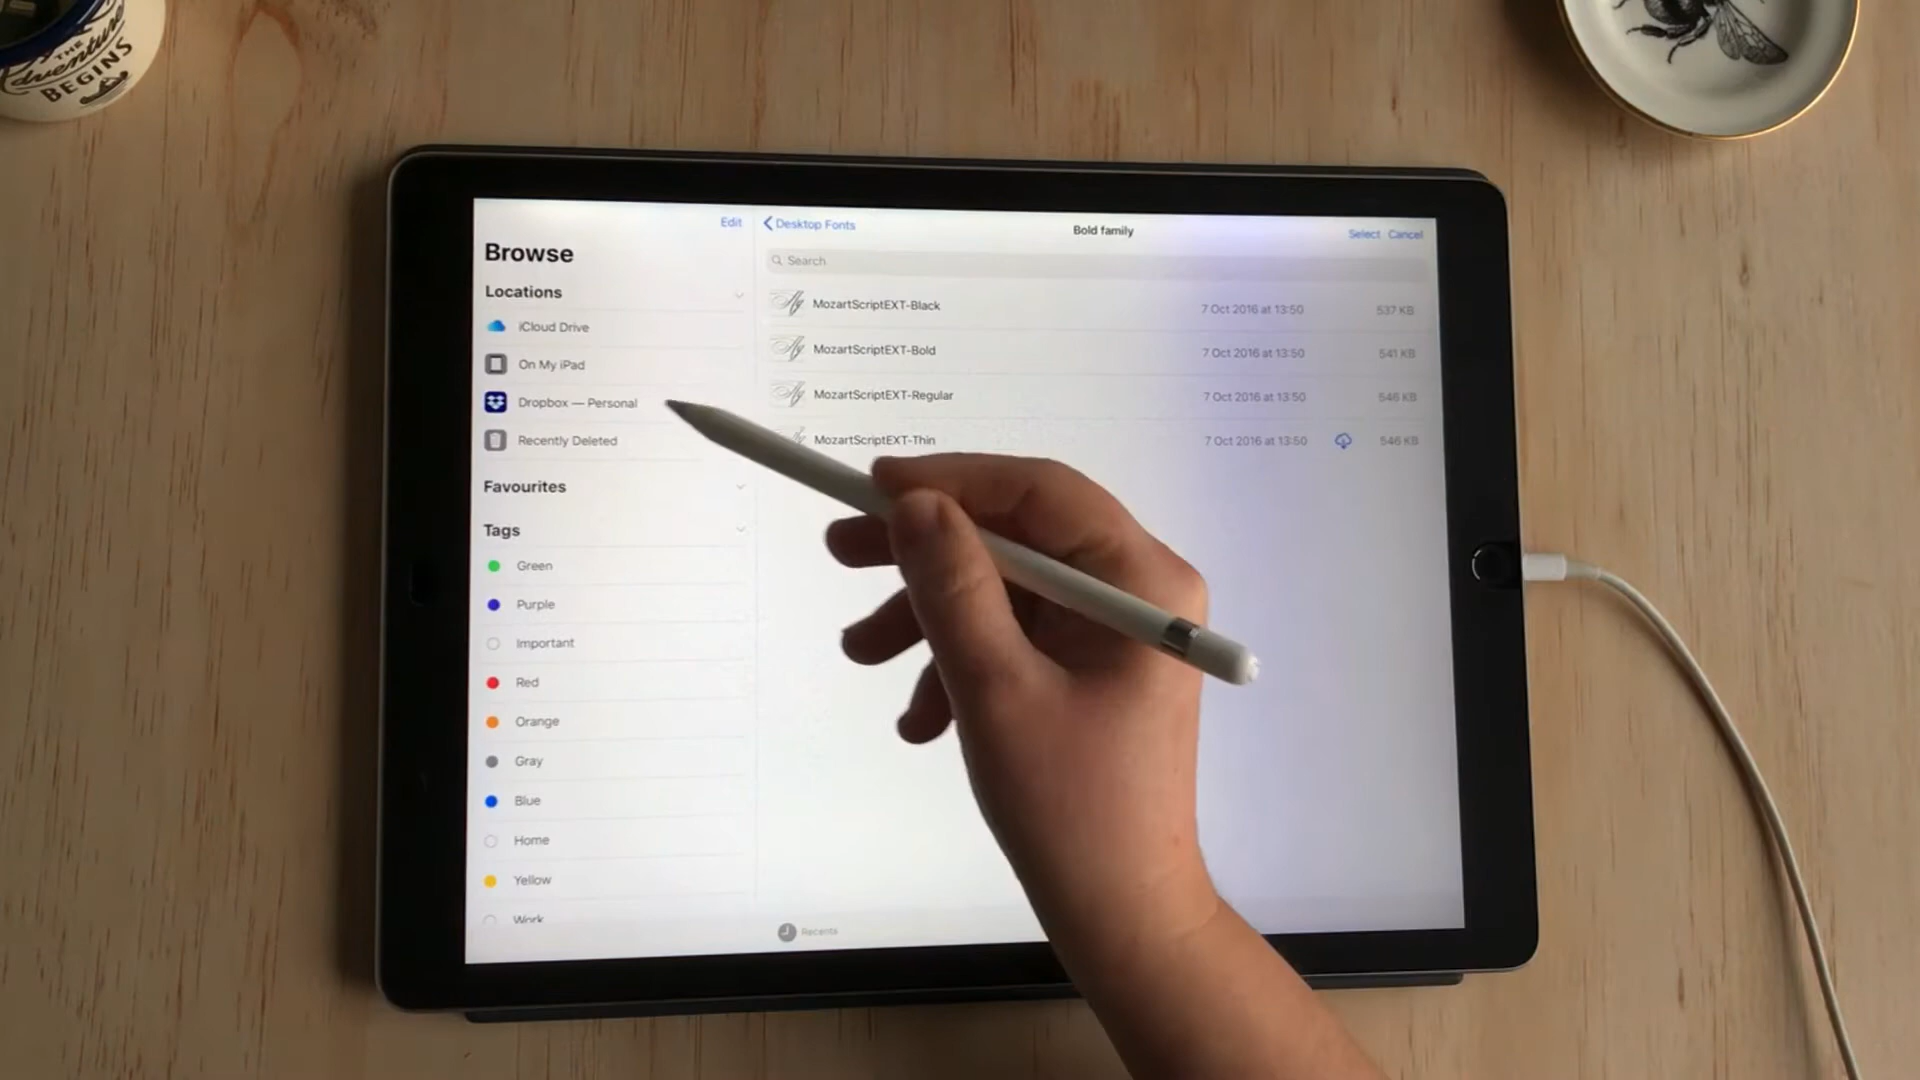 THE
Adventure
BEGINS
Edit
Browse
Locations
iCloud Drive
On My iPad
Dropbox — Personal
Recently Deleted
Favourites
Tags
Green
Purple
Important
Red
Orange
Gray
Blue
Home
Yellow
Work
Desktop Fonts
Bold family
Select Cancel
Search
MozartScriptEXT-Black 7 Oct 2016 at 13:50 537 KB
MozartScriptEXT-Bold 7 Oct 2016 at 13:50 541 KB
MozartScriptEXT-Regular 7 Oct 2016 at 13:50 546 KB
MozartScriptEXT-Thin 7 Oct 2016 at 13:50 546 KB
Recents